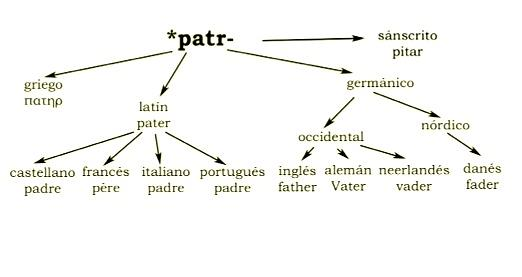 *patr-
sánscrito
pitar
griego
πατηρ
germánico
latín
pater
occidental
nórdico
castellano
padre
francés
père
italiano
padre
portugués
padre
inglés
father
alemán
Vater
neerlandés
vader
danés
fader